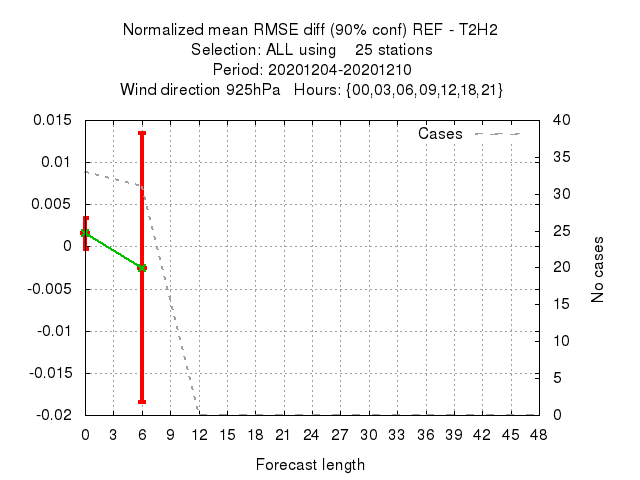 Normalized mean RMSE diff (90% conf) REF - T2H2
Selection: ALL using 25 stations
Period: 20201204-20201210
Wind direction 925hPa Hours: {00,03,06,09,12,18,21}
Cases
0.015
0.01
0.005
0
-0.005
-0.01
-0.015
-0.02
40
35
30
25
20
15
10
5
0
No cases
0 3 6 9 12 15 18 21 24 27 30 33 36 39 42 45 48
Forecast length